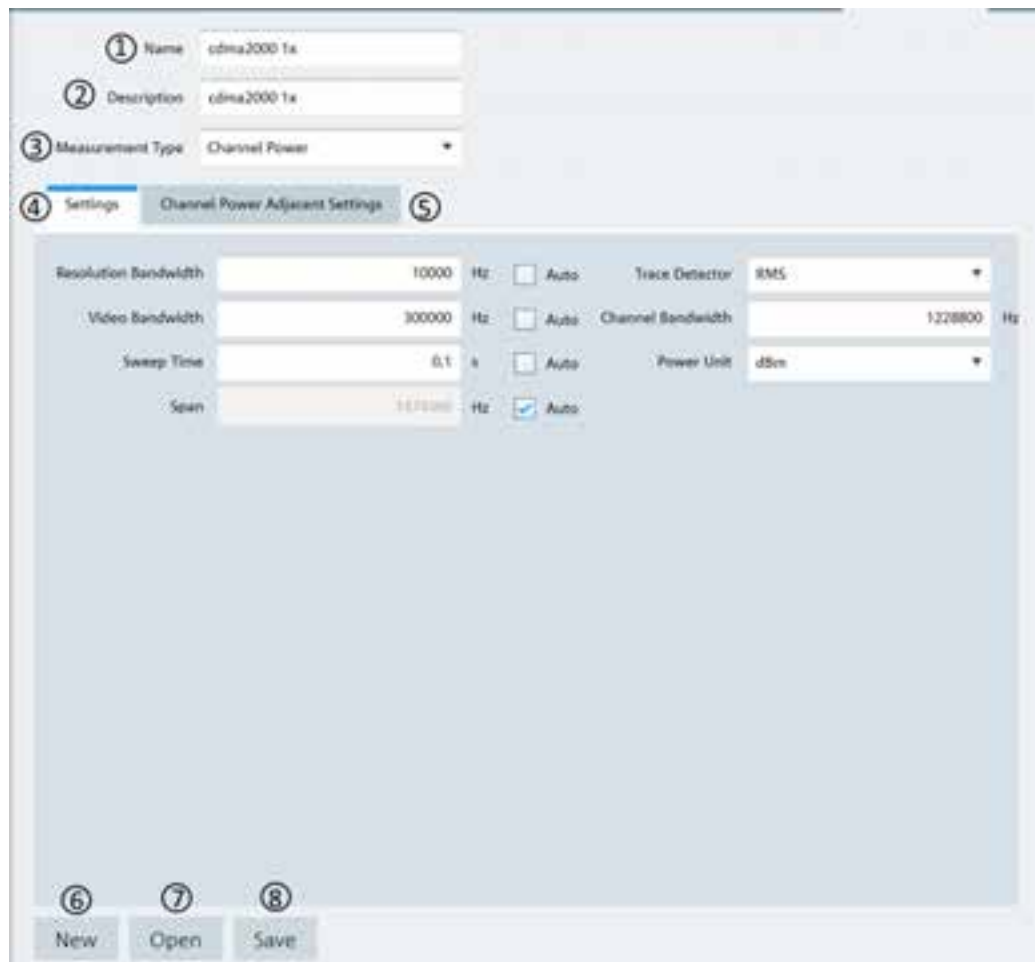 ① Name cdma2000 1x
② Description cdma2000 1x
③ Measurement Type Channel Power
④ Settings Channel Power Adjacent Settings ⑤
Resolution Bandwidth 10000 Hz Auto Trace Detector RMS
Video Bandwidth 300000 Hz Auto Channel Bandwidth 1228800 Hz
Sweep Time 0,1 s Auto Power Unit dBm
Span Hz Auto
⑥ ⑦ ⑧
New Open Save